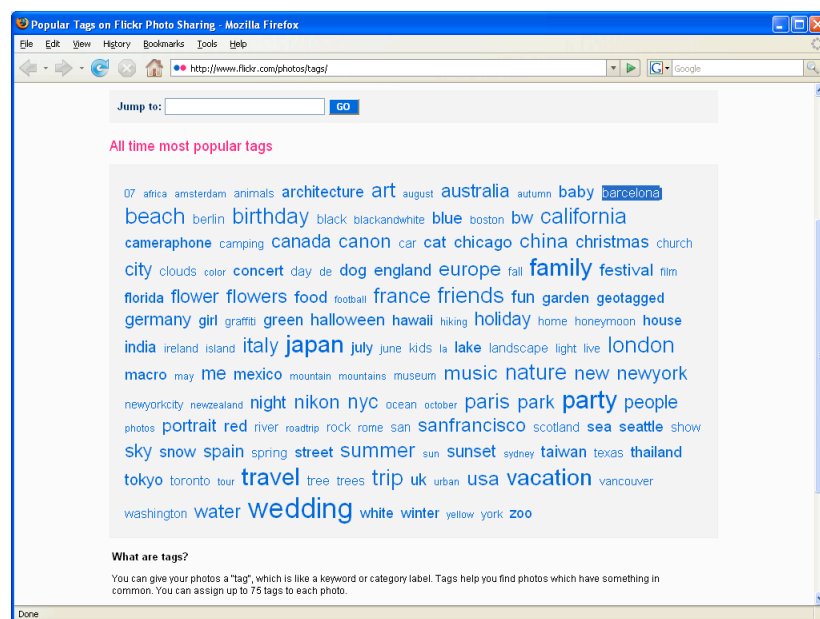 Popular Tags on Flickr Photo Sharing - Mozilla Firefox
File Edit View History Bookmarks Tools Help
http://www.flickr.com/photos/tags/ Google
Jump to: GO
All time most popular tags
07 africa amsterdam animals architecture art august australia autumn baby barcelona
beach berlin birthday black blackandwhite blue boston bw california
cameraphone camping canada canon car cat chicago china christmas church
city clouds color concert day de dog england europe fall family festival film
florida flower flowers food football france friends fun garden geotagged
germany girl graffiti green halloween hawaii hiking holiday home honeymoon house
india ireland island italy japan july june kids la lake landscape light live london
macro may me mexico mountain mountains museum music nature new newyork
newyorkcity newzealand night nikon nyc ocean october paris park party people
photos portrait red river roadtrip rock rome san sanfrancisco scotland sea seattle show
sky snow spain spring street summer sun sunset sydney taiwan texas thailand
tokyo toronto tour travel tree trees trip uk urban usa vacation vancouver
washington water wedding white winter yellow york zoo
What are tags?
You can give your photos a "tag", which is like a keyword or category label. Tags help you find photos which have something in
common. You can assign up to 75 tags to each photo.
Done